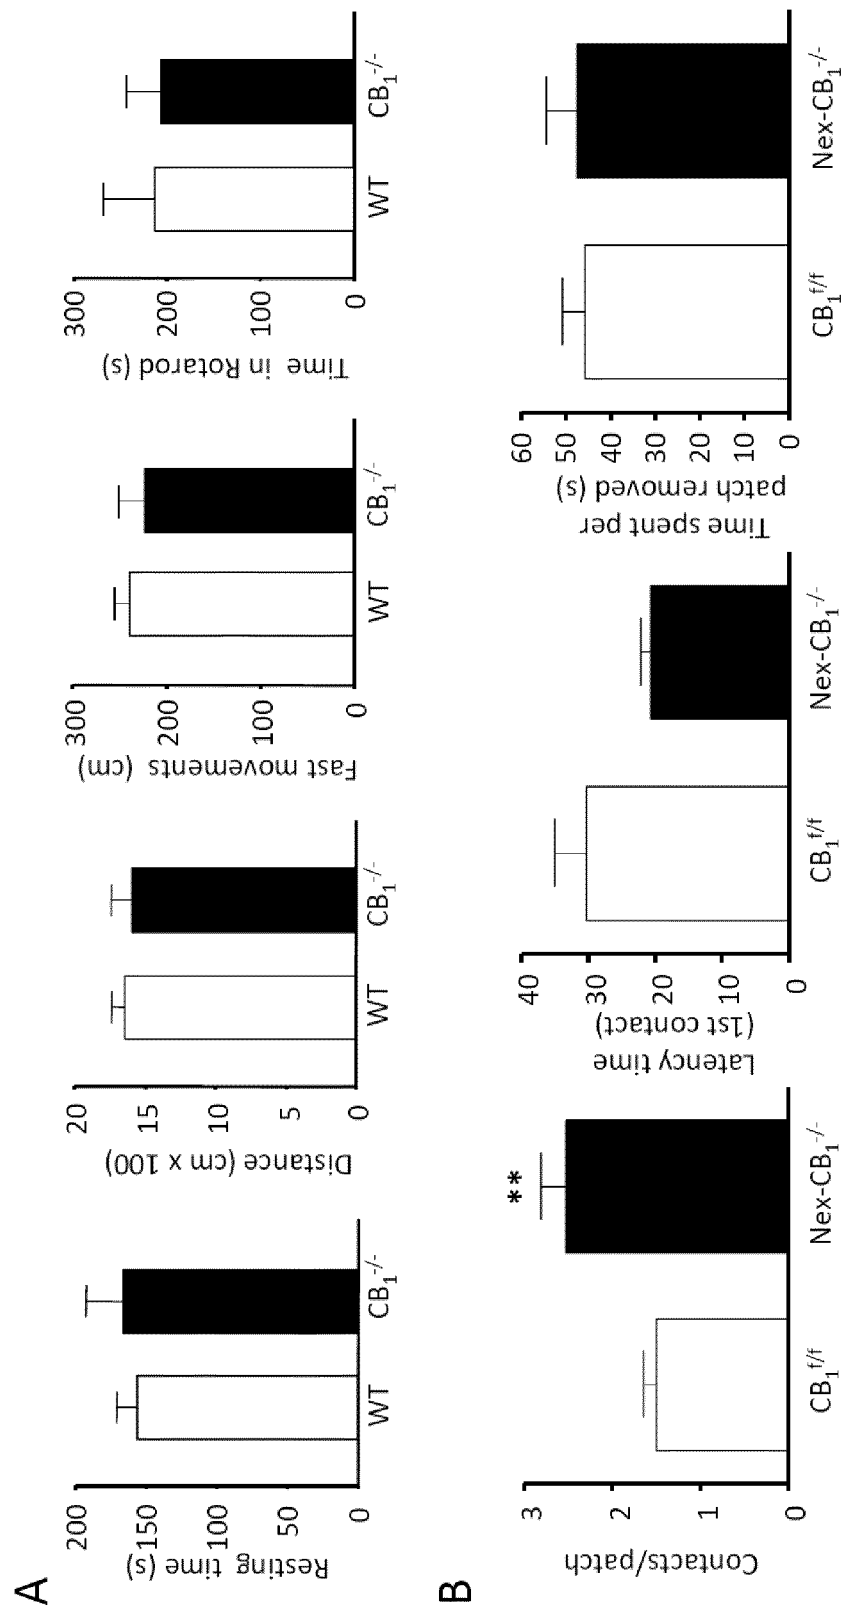 A
Resting time (s)
200
150
100
50
0
WT
CB1-/-
Distance (cm x 100)
20
15
10
5
0
WT
CB1-/-
Fast movements (cm)
300
200
100
0
WT
CB1-/-
Time in Rotarod (s)
300
200
100
0
WT
CB1-/-
B
Contacts/patch
3
2
1
0
**
CB1f/f
Nex-CB1-/-
Latency time
(1st contact)
40
30
20
10
0
CB1f/f
Nex-CB1-/-
Time spent per
patch removed (s)
60
50
40
30
20
10
0
CB1f/f
Nex-CB1-/-